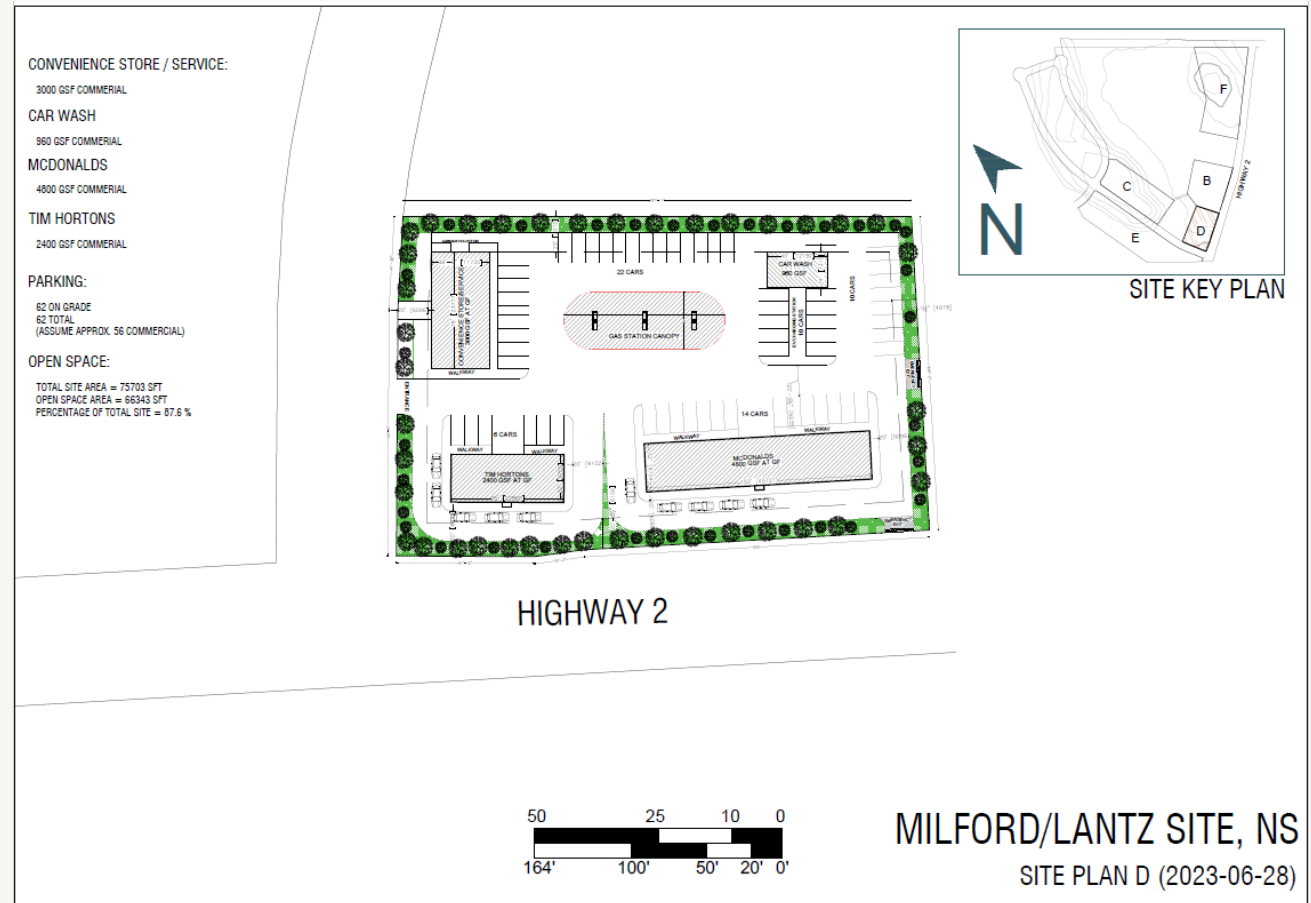 CONVENIENCE STORE / SERVICE:
3000 GSF COMMERIAL
CAR WASH
960 GSF COMMERIAL
MCDONALDS
4800 GSF COMMERIAL
TIM HORTONS
2400 GSF COMMERIAL
PARKING:
62 ON GRADE
62 TOTAL
(ASSUME APPROX. 56 COMMERCIAL)
OPEN SPACE:
TOTAL SITE AREA = 75703 SFT
OPEN SPACE AREA = 66343 SFT
PERCENTAGE OF TOTAL SITE = 87.6 %
F
B
C
D
E
HIGHWAY 2
N
SITE KEY PLAN
22 CARS
CAR WASH
960 GSF
10 CARS
CONVENIENCE STORE/SERVICE
3000 GSF AT GF
GAS STATION CANOPY
10 CARS
WALKWAY
ENTRANCE
6 CARS
WALKWAY
WALKWAY
TIM HORTONS
2400 GSF AT GF
14 CARS
WALKWAY
WALKWAY
MCDONALDS
4800 GSF AT GF
HIGHWAY 2
50 25 10 0
164' 100' 50' 20' 0'
MILFORD/LANTZ SITE, NS
SITE PLAN D (2023-06-28)